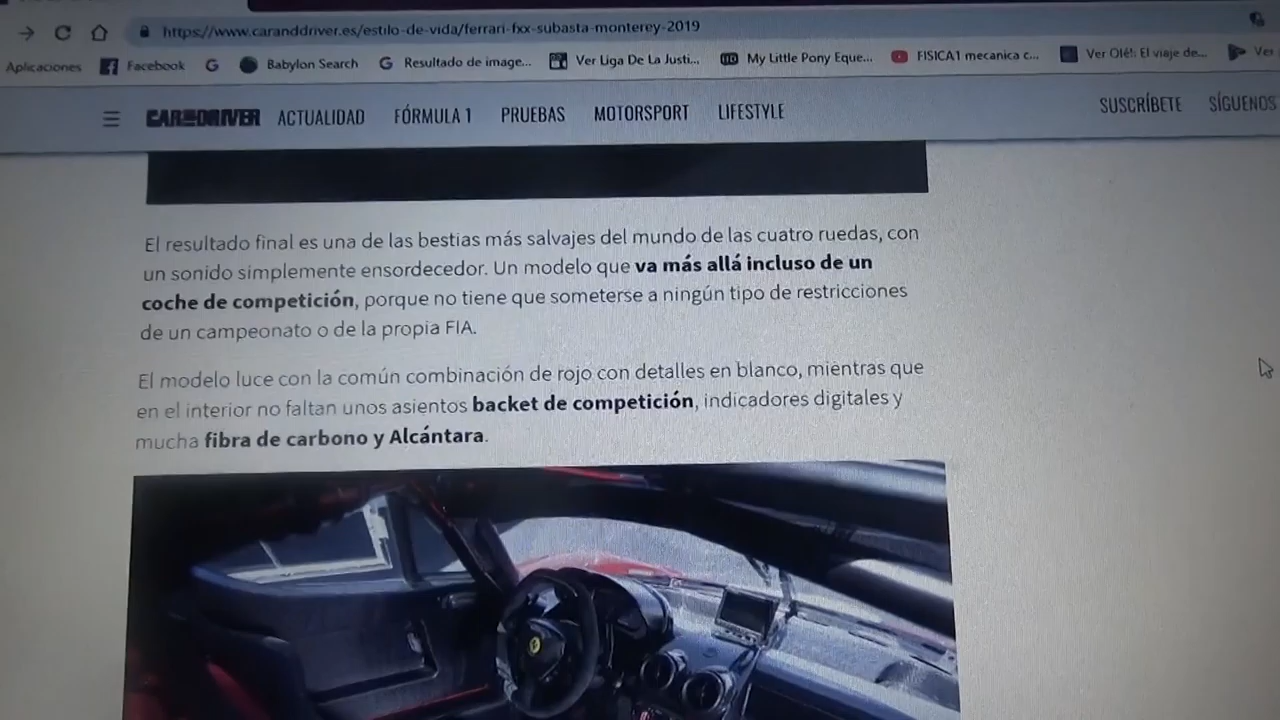 https://www.caranddriver.es/estilo-de-vida/ferrari-fxx-subasta-monterey-2019
Aplicaciones Facebook Babylon Search Resultado de image... Ver Liga De La Justi... My Little Pony Eque... FISICA1 mecanica c... Ver Olé!: El viaje de... Ver
CAR AND DRIVER ACTUALIDAD FÓRMULA 1 PRUEBAS MOTORSPORT LIFESTYLE SUSCRÍBETE SÍGUENOS
El resultado final es una de las bestias más salvajes del mundo de las cuatro ruedas, con
un sonido simplemente ensordecedor. Un modelo que va más allá incluso de un
coche de competición, porque no tiene que someterse a ningún tipo de restricciones
de un campeonato o de la propia FIA.
El modelo luce con la común combinación de rojo con detalles en blanco, mientras que
en el interior no faltan unos asientos backet de competición, indicadores digitales y
mucha fibra de carbono y Alcántara.